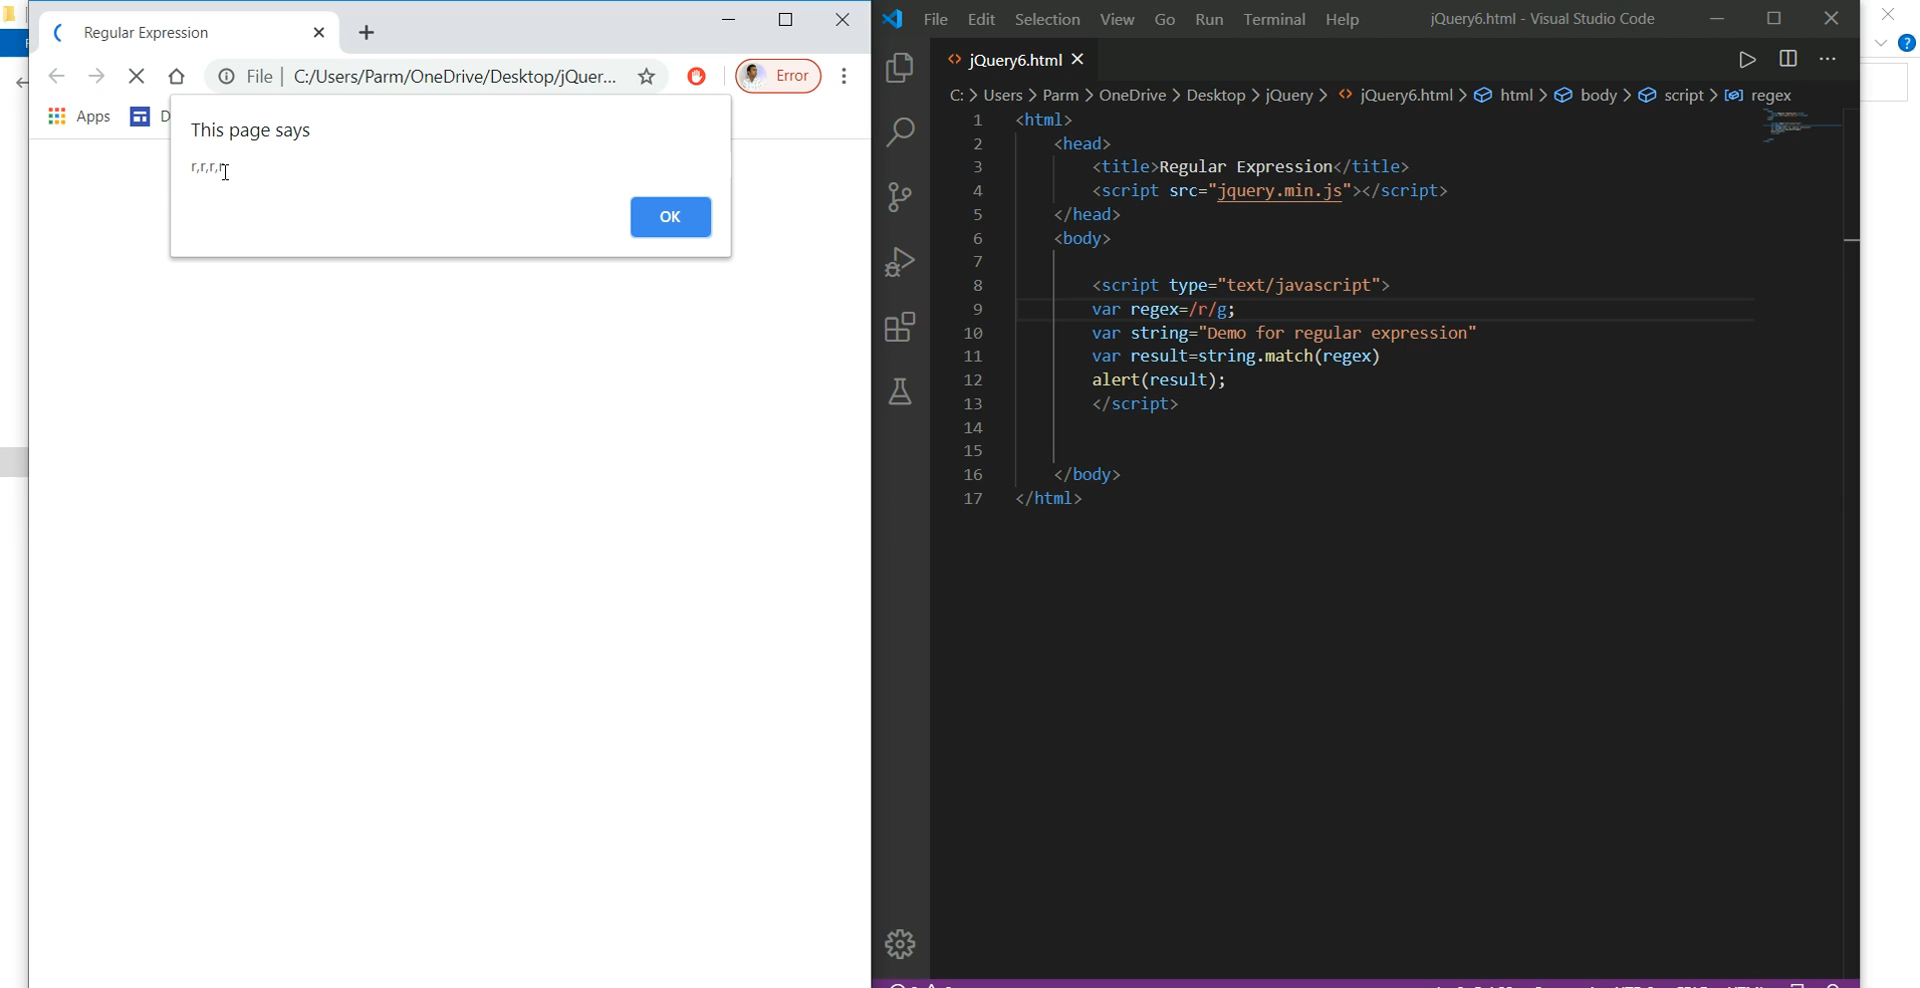 Regular Expression
File C:/Users/Parm/OneDrive/Desktop/jQuer... Error
Apps
This page says
r,r,r,r
OK
File Edit Selection View Go Run Terminal Help jQuery6.html - Visual Studio Code
jQuery6.html
C: > Users > Parm > OneDrive > Desktop > jQuery > jQuery6.html > html > body > script > regex
1 <html>
2 <head>
3 <title>Regular Expression</title>
4 <script src="jquery.min.js"></script>
5 </head>
6 <body>
7
8 <script type="text/javascript">
9 var regex=/r/g;
10 var string="Demo for regular expression"
11 var result=string.match(regex)
12 alert(result);
13 </script>
14
15
16 </body>
17 </html>